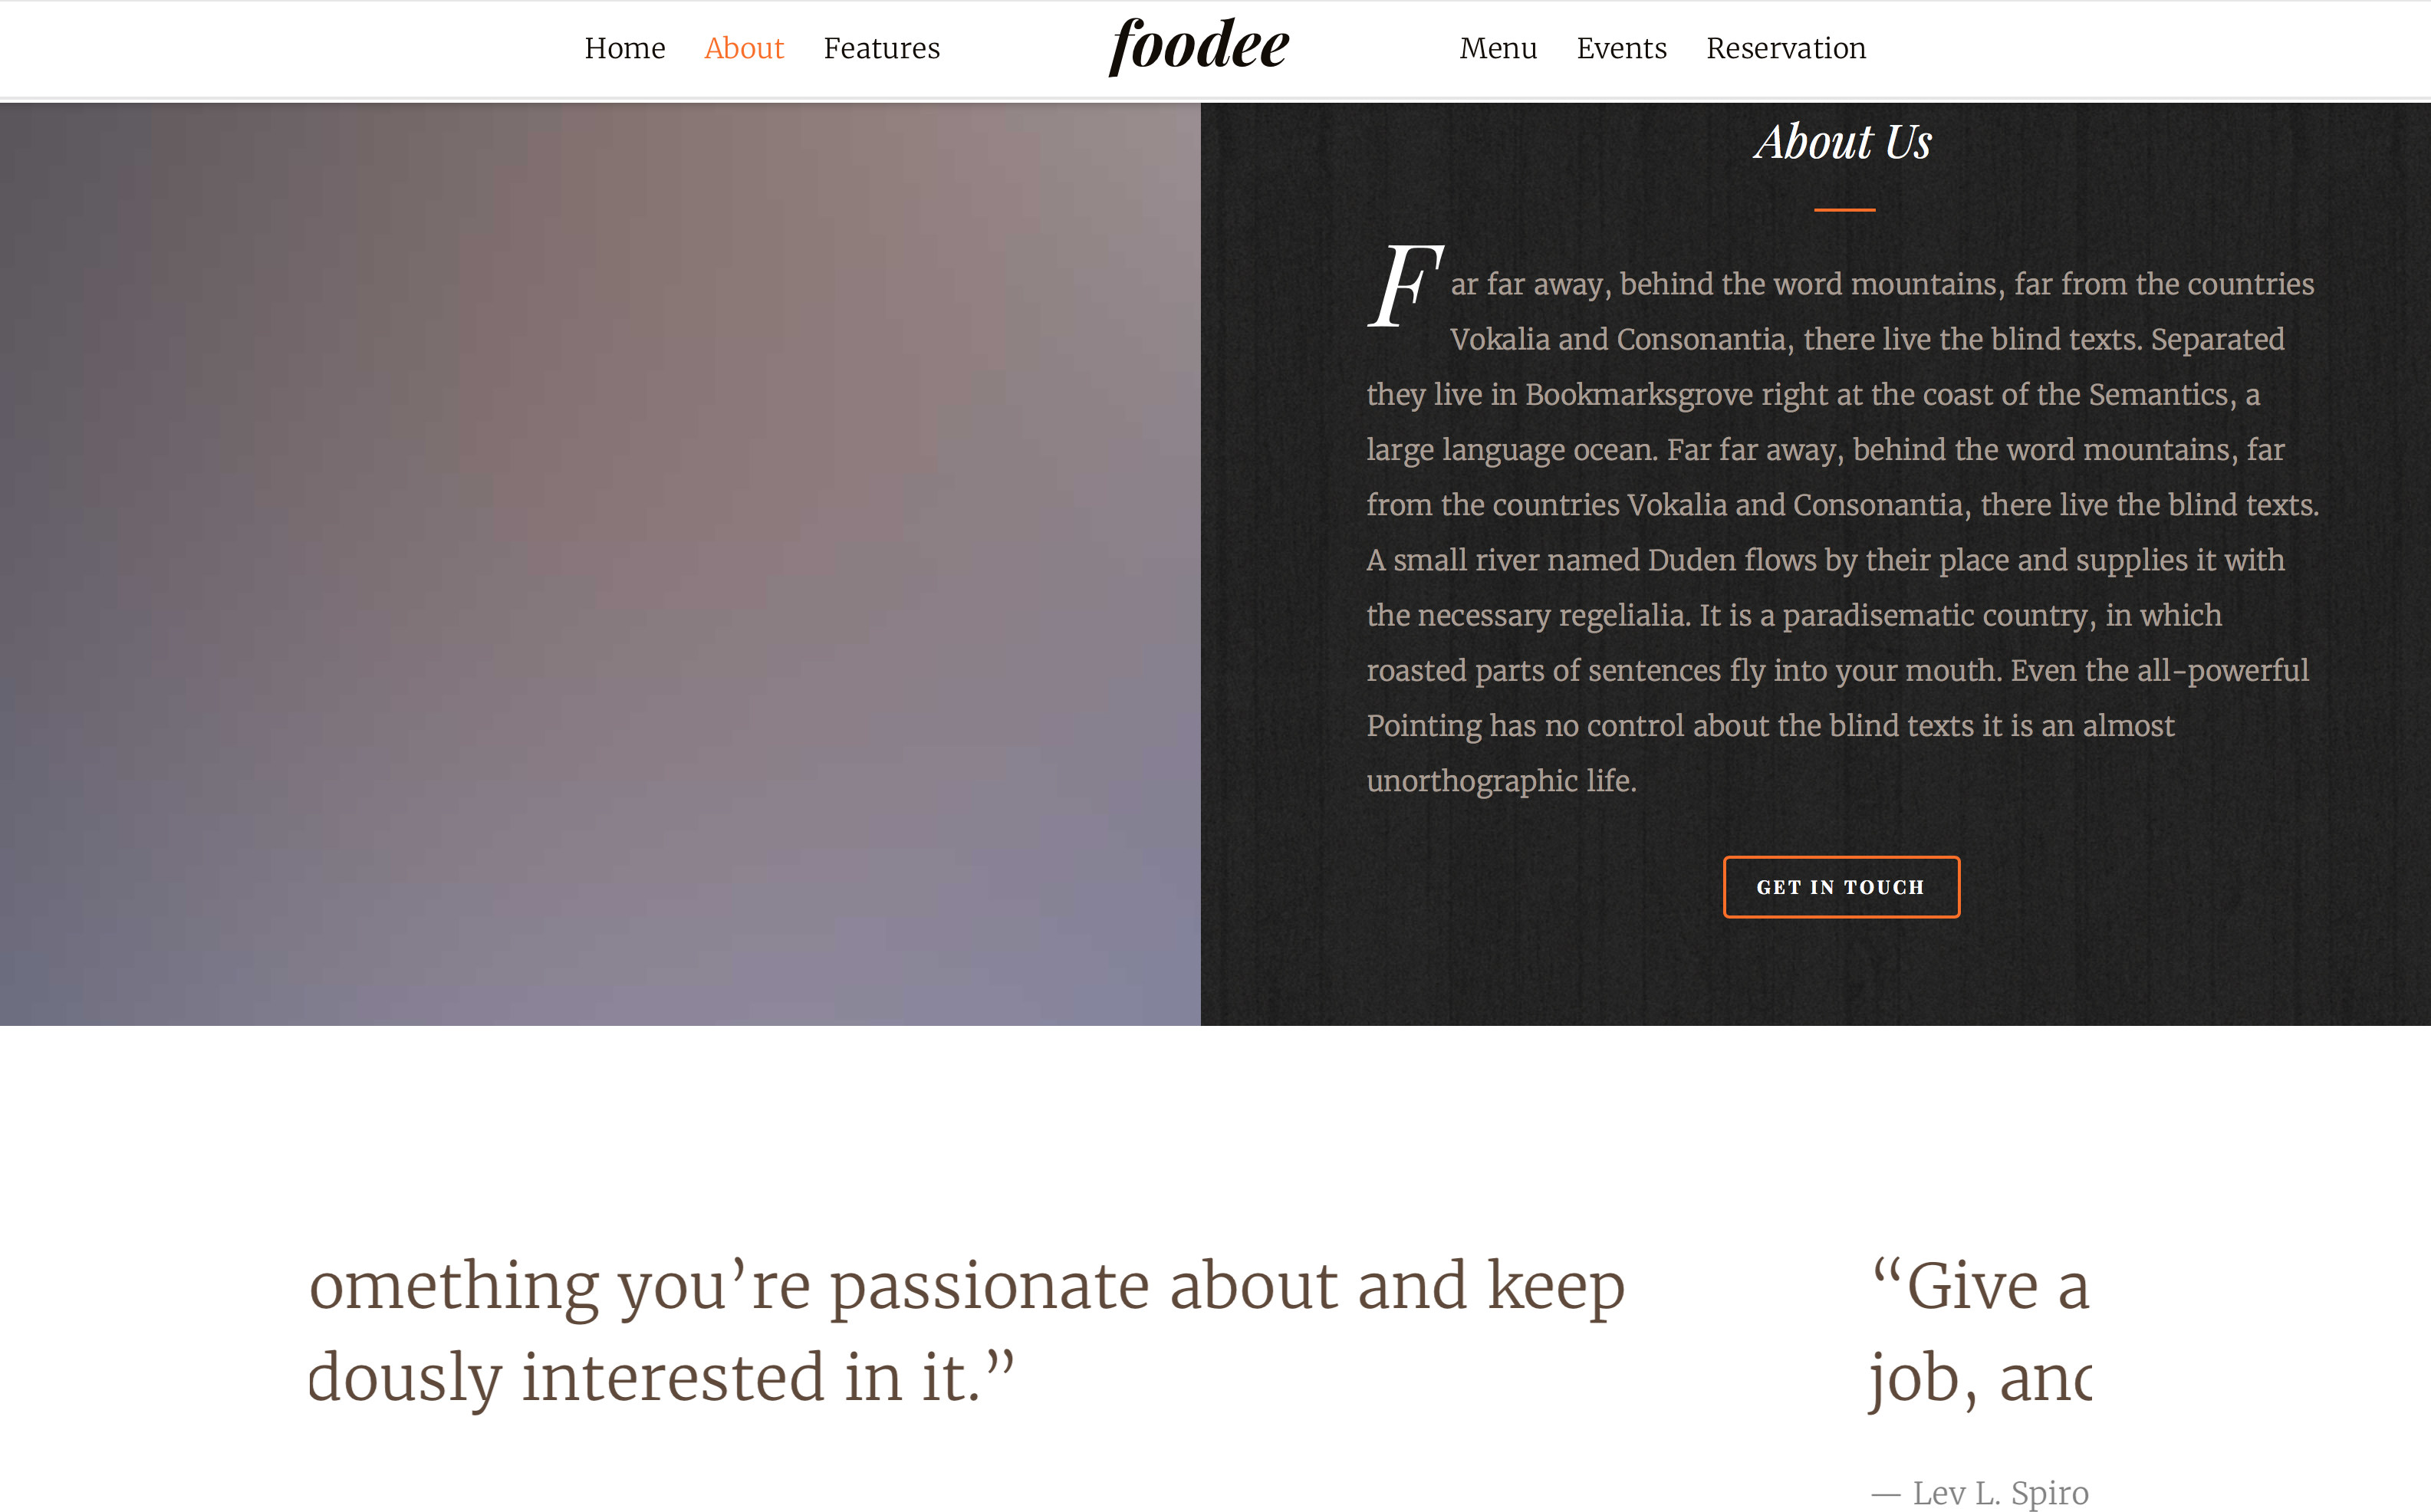 Home About Features foodee Menu Events Reservation
About Us
Far far away, behind the word mountains, far from the countries
Vokalia and Consonantia, there live the blind texts. Separated
they live in Bookmarksgrove right at the coast of the Semantics, a
large language ocean. Far far away, behind the word mountains, far
from the countries Vokalia and Consonantia, there live the blind texts.
A small river named Duden flows by their place and supplies it with
the necessary regelialia. It is a paradisematic country, in which
roasted parts of sentences fly into your mouth. Even the all-powerful
Pointing has no control about the blind texts it is an almost
unorthographic life.
GET IN TOUCH
omething you’re passionate about and keep
dously interested in it.”
“Give a
job, and
— Lev L. Spiro